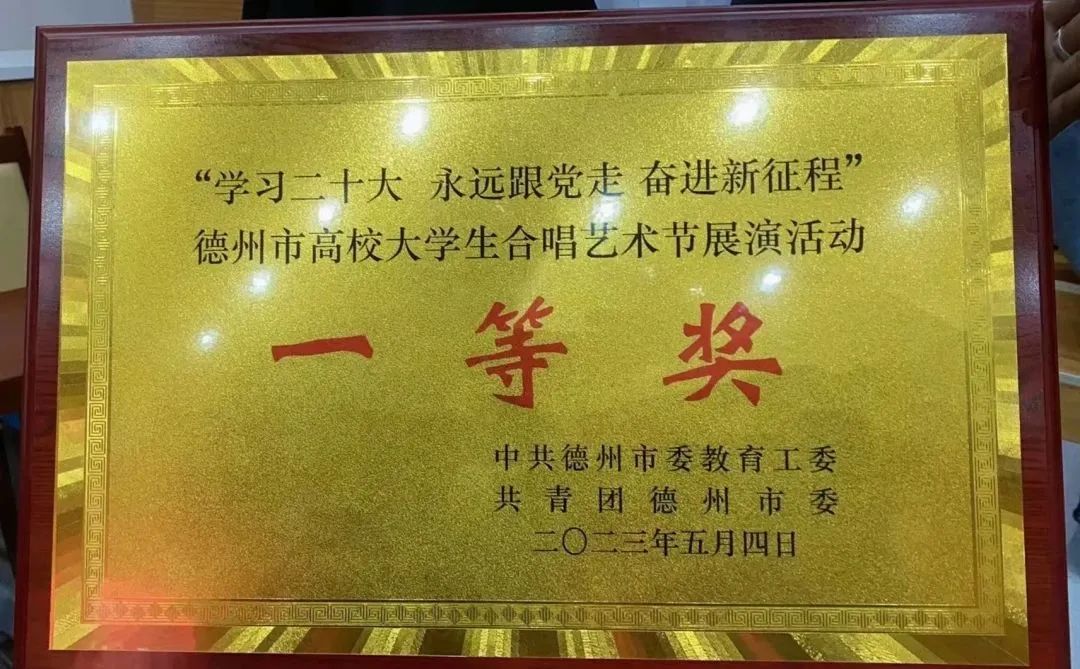 “学习二十大 永远跟党走 奋进新征程”
德州市高校大学生合唱艺术节展演活动
一等奖
中共德州市委教育工委
共青团德州市委
二〇二三年五月四日